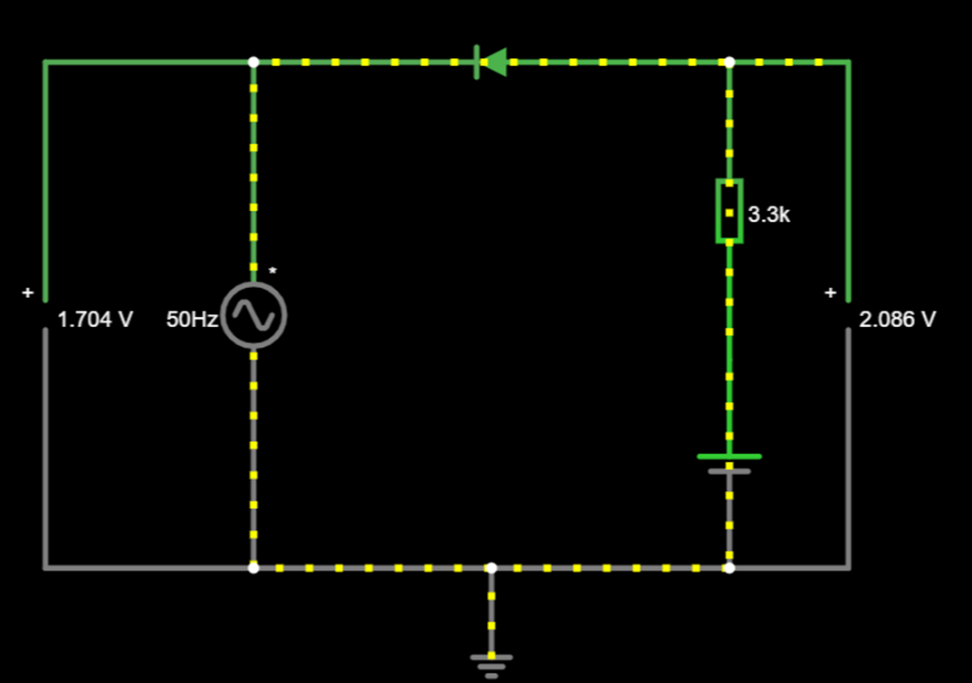 *
3.3k
+
+
1.704 V
50Hz
2.086 V